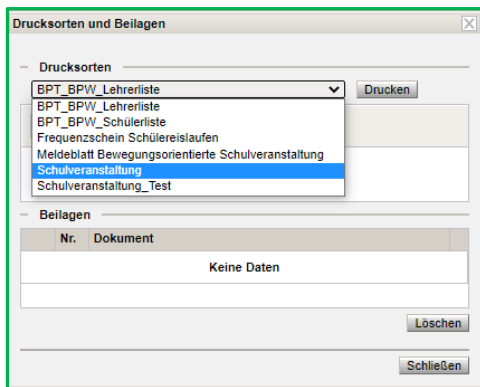 Drucksorten und Beilagen
Drucksorten
BPT_BPW_Lehrerliste Drucken
BPT_BPW_Lehrerliste
BPT_BPW_Schülerliste
Frequenzschein Schülereislaufen
Meldeblatt Bewegungsorientierte Schulveranstaltung
Schulveranstaltung
Schulveranstaltung_Test
Beilagen
Nr. Dokument
Keine Daten
Löschen
Schließen